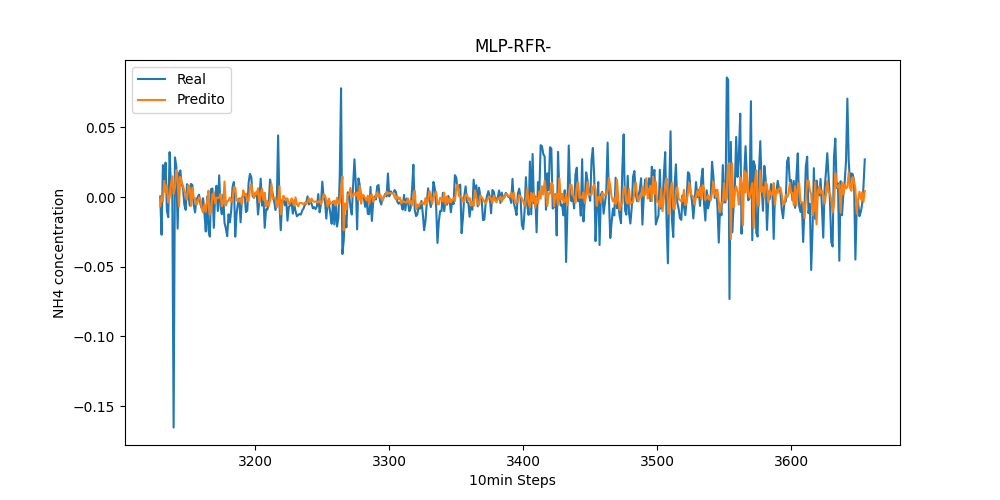 MLP-RFR-
Real
Predito
0.05
0.00
−0.05
−0.10
−0.15
NH4 concentration
3200 3300 3400 3500 3600
10min Steps